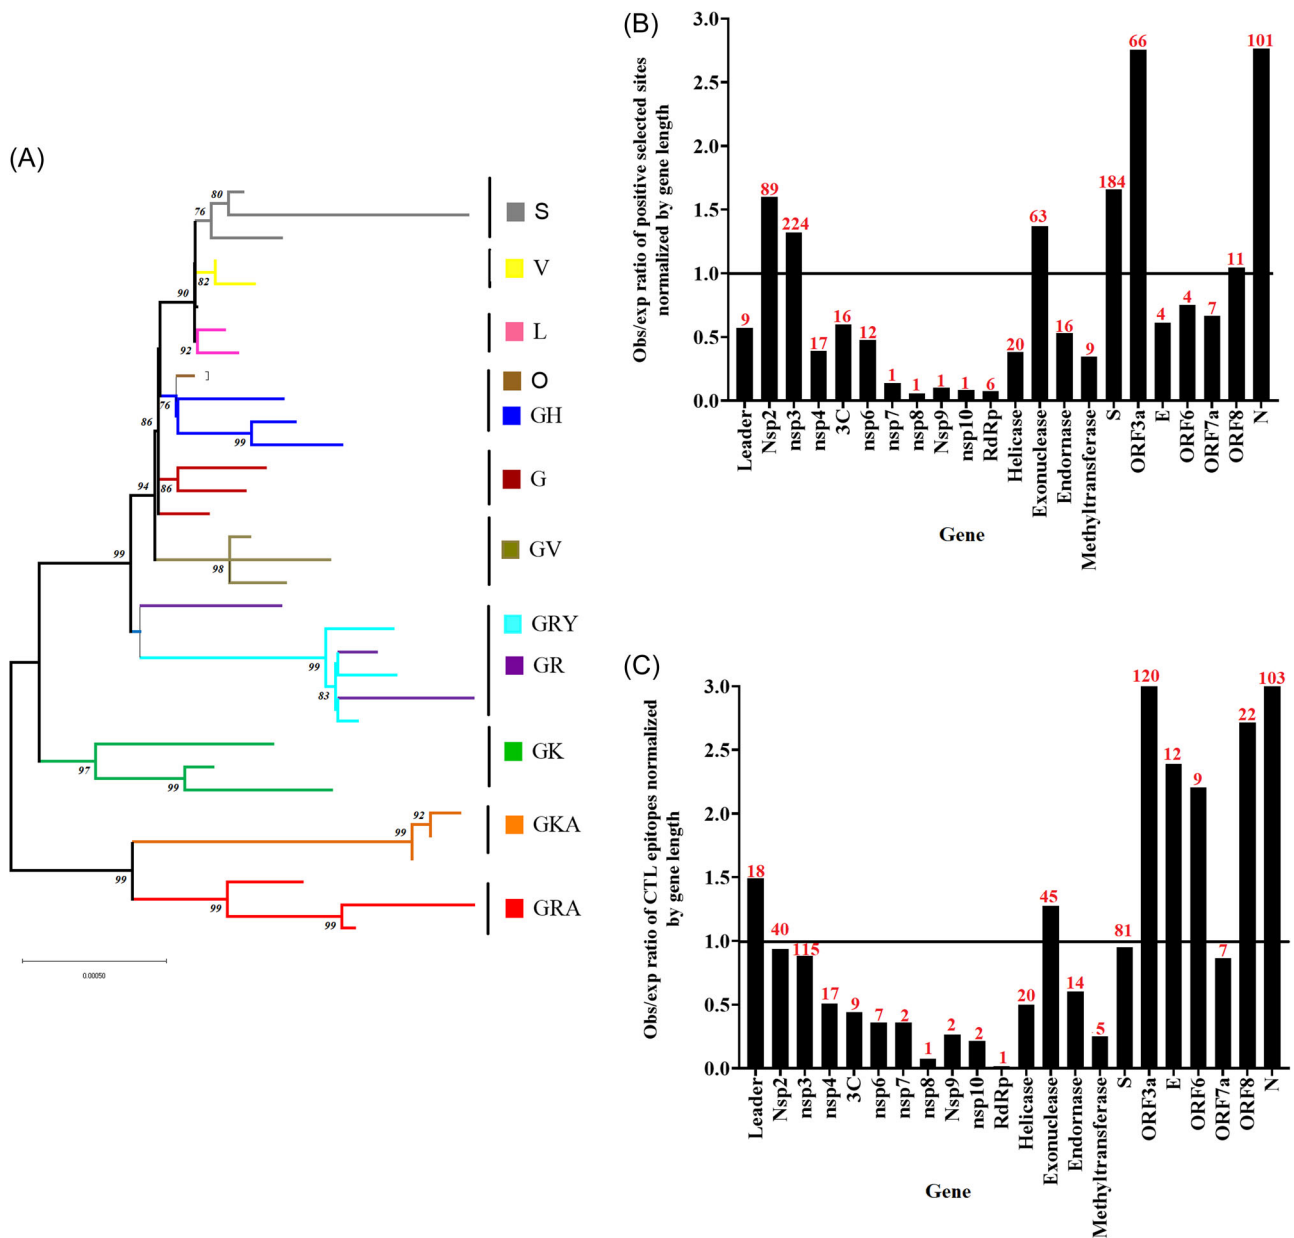 (A)
80
76
S
82
V
90
92
L
O
76
GH
86
99
86
G
94
98
GV
99
GRY
99
GR
83
97
GK
99
92
GKA
99
99
99
GRA
99
0.00050
(B)
Obs/exp ratio of positive selected sites
normalized by gene length
3.0
2.5
2.0
1.5
1.0
0.5
0.0
9
89
224
17
16
12
1
1
1
1
6
20
63
16
9
184
66
4
4
7
11
101
Leader
Nsp2
nsp3
nsp4
3C
nsp6
nsp7
nsp8
Nsp9
nsp10
RdRp
Helicase
Exonuclease
Endornase
Methyltransferase
S
ORF3a
E
ORF6
ORF7a
ORF8
N
Gene
(C)
Obs/exp ratio of CTL epitopes normalized
by gene length
3.0
2.5
2.0
1.5
1.0
0.5
0.0
18
40
115
17
9
7
2
1
2
2
1
20
45
14
5
81
120
12
9
7
22
103
Leader
Nsp2
nsp3
nsp4
3C
nsp6
nsp7
nsp8
Nsp9
nsp10
RdRp
Helicase
Exonuclease
Endornase
Methyltransferase
S
ORF3a
E
ORF6
ORF7a
ORF8
N
Gene